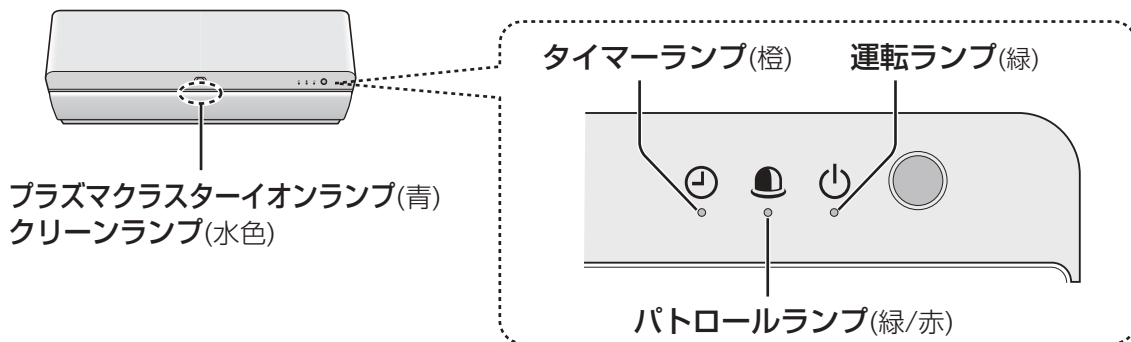 タイマーランプ(橙)
運転ランプ(緑)
プラズマクラスターイオンランプ(青)
クリーンランプ(水色)
パトロールランプ(緑/赤)